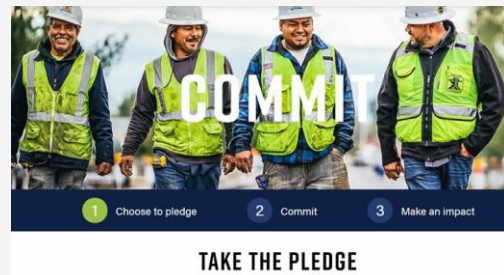 COMMIT
1 Choose to pledge 2 Commit 3 Make an impact
TAKE THE PLEDGE